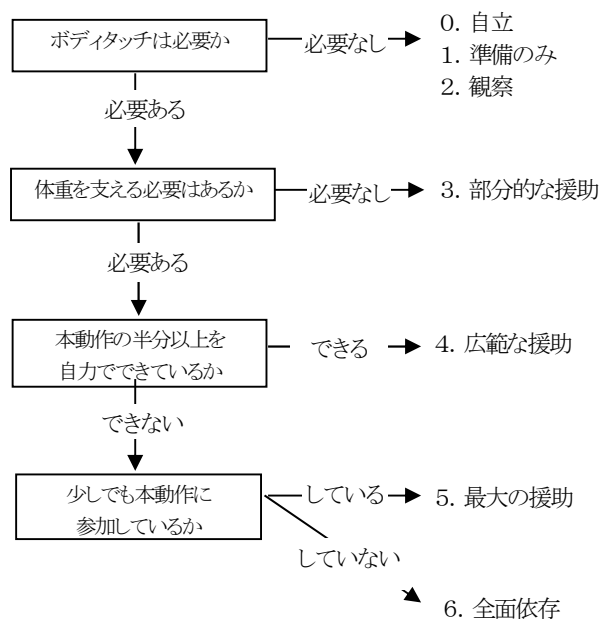 ボディタッチは必要か
必要なし
0. 自立
1. 準備のみ
2. 観察
必要ある
体重を支える必要はあるか
必要なし
3. 部分的な援助
必要ある
本動作の半分以上を
自力でできているか
できる
4. 広範な援助
できない
少しでも本動作に
参加しているか
している
5. 最大の援助
していない
6. 全面依存